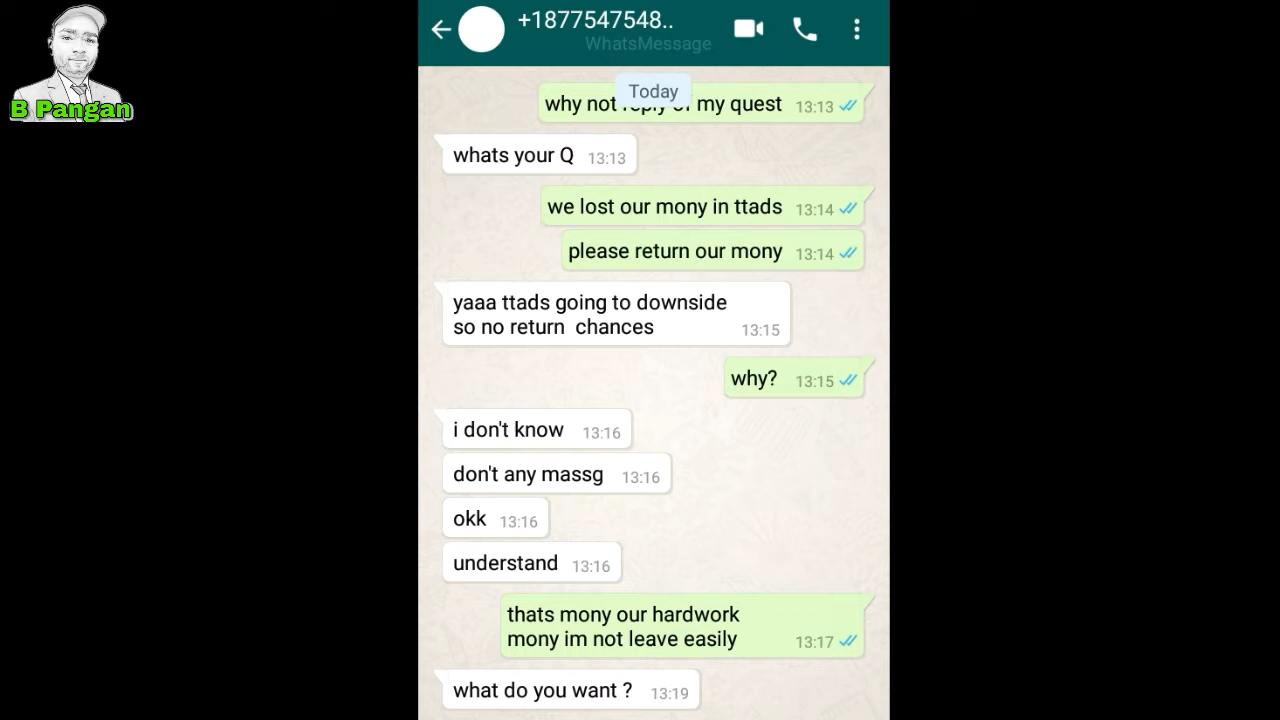 B Pangan
+1877547548..
WhatsMessage
Today
why not reply of my quest 13:13
whats your Q 13:13
we lost our mony in ttads 13:14
please return our mony 13:14
yaaa ttads going to downside
so no return chances 13:15
why? 13:15
i don't know 13:16
don't any massg 13:16
okk 13:16
understand 13:16
thats mony our hardwork
mony im not leave easily 13:17
what do you want ? 13:19